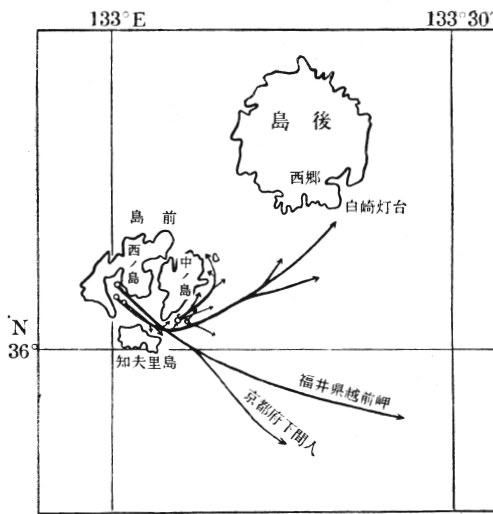 133°E
133°30′
島後
西郷
白崎灯台
島前
西ノ島
中ノ島
N
36°
知夫里島
福井県越前岬
京都府下間人